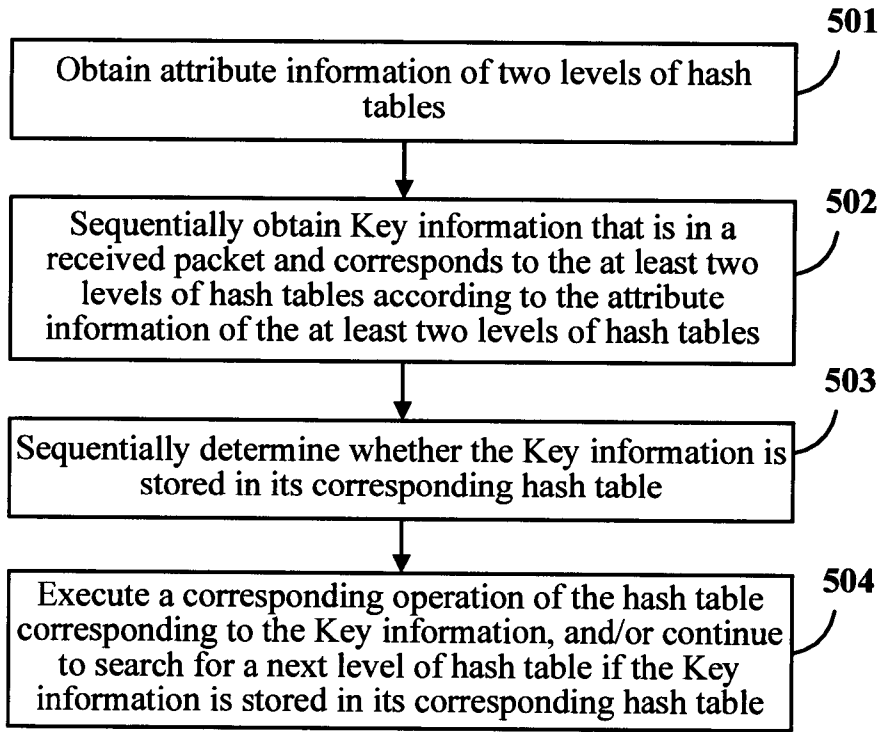 501
Obtain attribute information of two levels of hash
tables
502
Sequentially obtain Key information that is in a
received packet and corresponds to the at least two
levels of hash tables according to the attribute
information of the at least two levels of hash tables
503
Sequentially determine whether the Key information is
stored in its corresponding hash table
504
Execute a corresponding operation of the hash table
corresponding to the Key information, and/or continue
to search for a next level of hash table if the Key
information is stored in its corresponding hash table